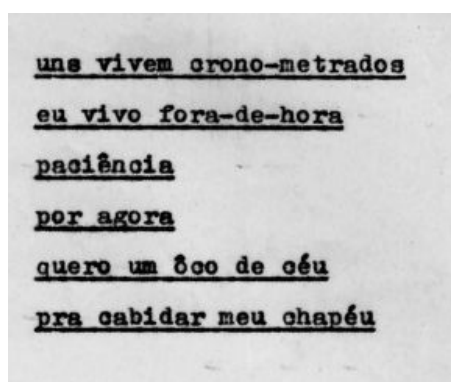 uns vivem crono-metrados
eu vivo fora-de-hora
paciência
por agora
quero um ôco de céu
pra cabidar meu chapéu